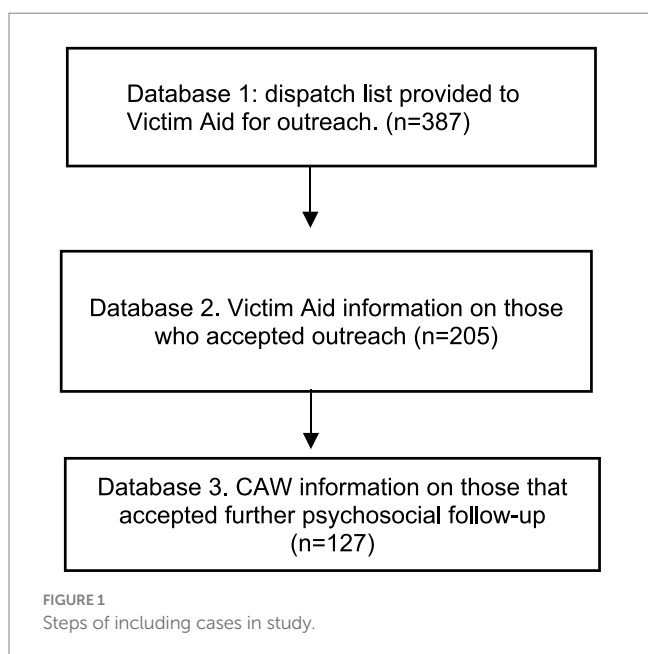 Database 1: dispatch list provided to
Victim Aid for outreach. (n=387)
Database 2. Victim Aid information on those
who accepted outreach (n=205)
Database 3. CAW information on those that
accepted further psychosocial follow-up
(n=127)
FIGURE 1
Steps of including cases in study.